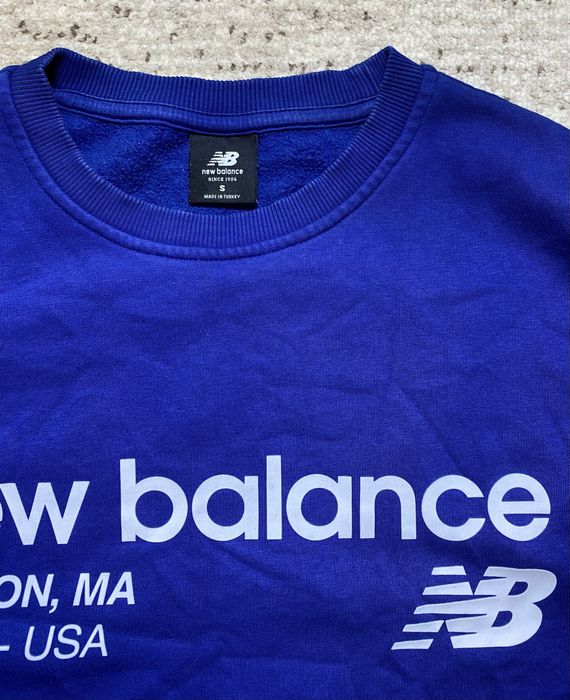 NB
new balance
SINCE 1906
S
MADE IN TURKEY
ew balance
ON, MA
- USA
NB